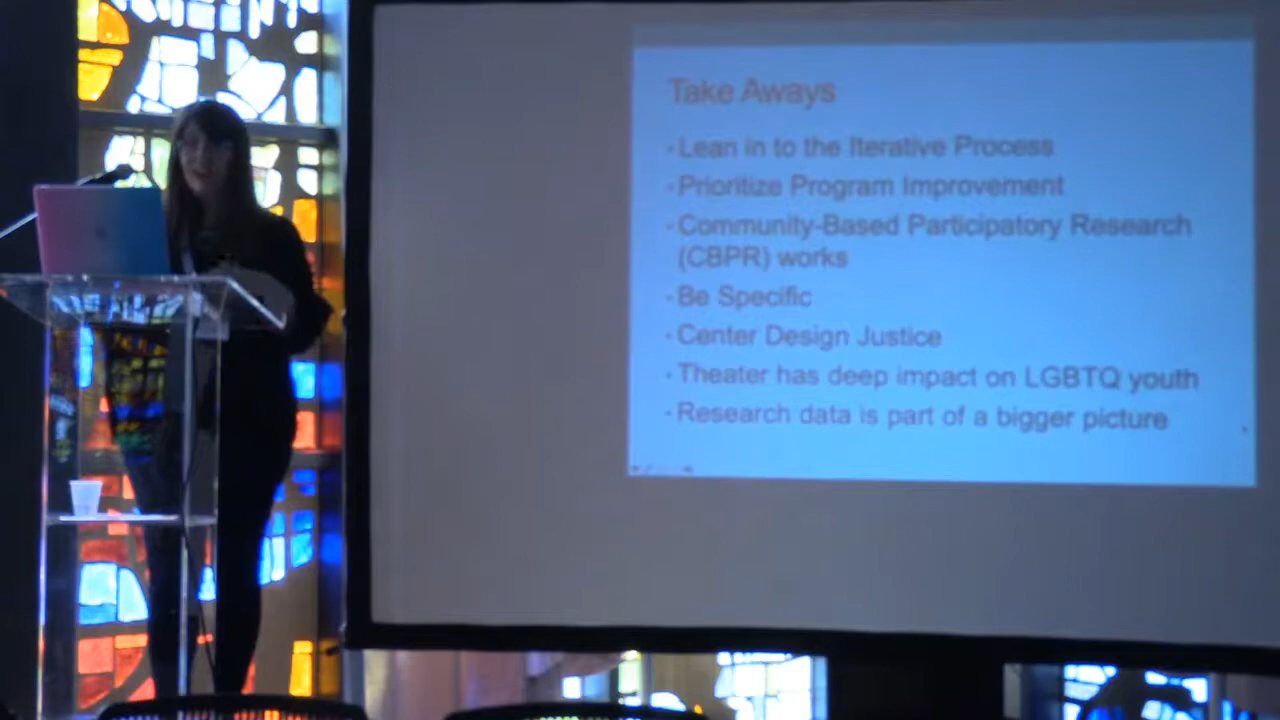 Take Aways
· Lean in to the Iterative Process
· Prioritize Program Improvement
· Community-Based Participatory Research
(CBPR) works
· Be Specific
· Center Design Justice
· Theater has deep impact on LGBTQ youth
· Research data is part of a bigger picture